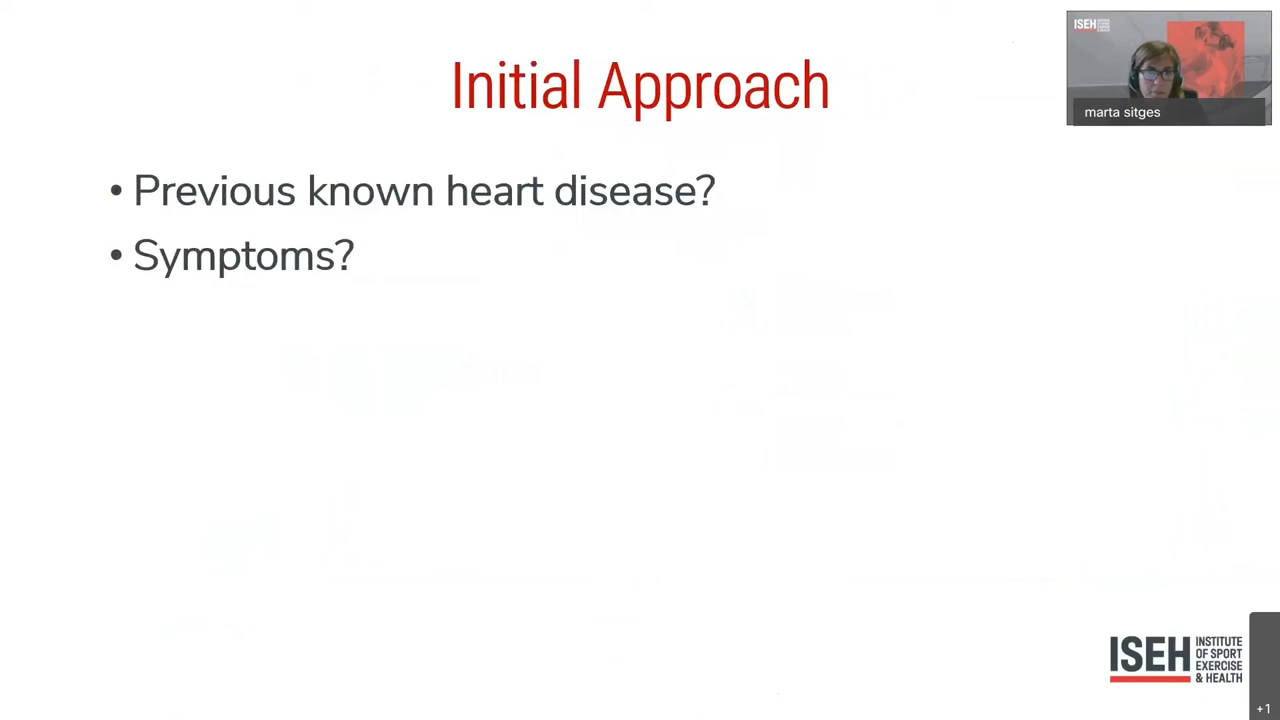 Initial Approach
• Previous known heart disease?
• Symptoms?
ISEH
marta sitges
ISEH
INSTITUTE
OF SPORT
EXERCISE
& HEALTH
+1